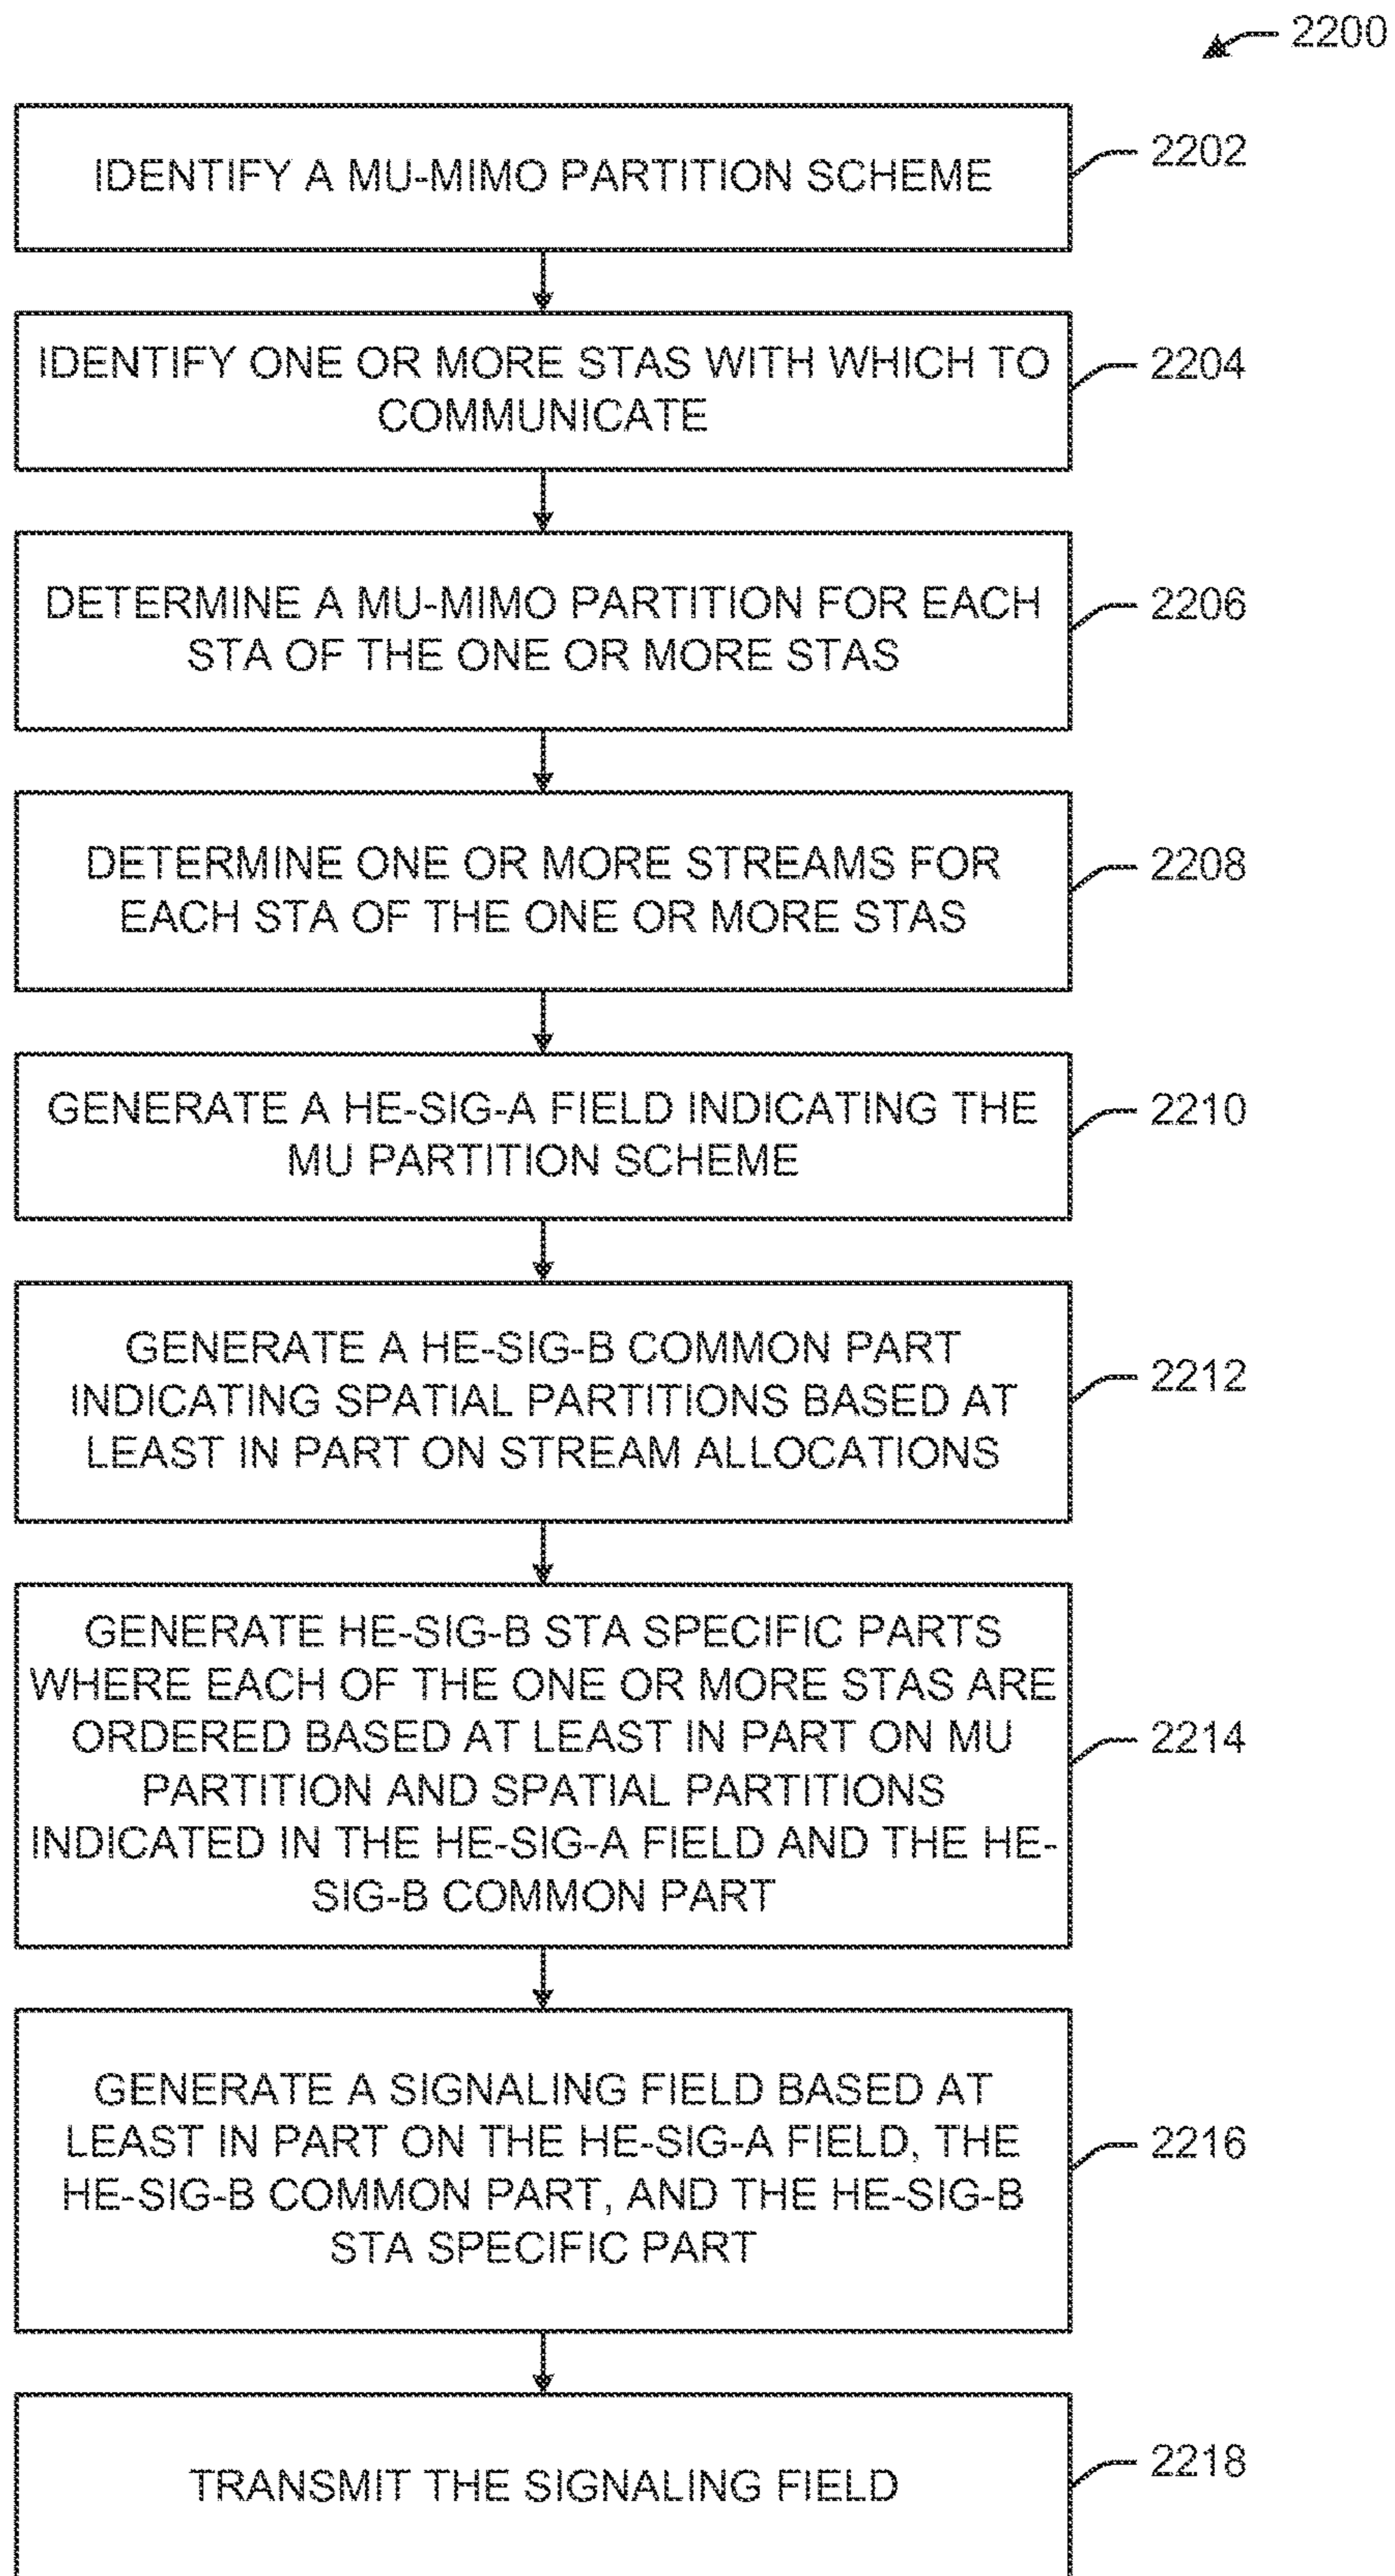 2200
IDENTIFY A MU-MIMO PARTITION SCHEME
2202
IDENTIFY ONE OR MORE STAS WITH WHICH TO
COMMUNICATE
2204
DETERMINE A MU-MIMO PARTITION FOR EACH
STA OF THE ONE OR MORE STAS
2206
DETERMINE ONE OR MORE STREAMS FOR
EACH STA OF THE ONE OR MORE STAS
2208
GENERATE A HE-SIG-A FIELD INDICATING THE
MU PARTITION SCHEME
2210
GENERATE A HE-SIG-B COMMON PART
INDICATING SPATIAL PARTITIONS BASED AT
LEAST IN PART ON STREAM ALLOCATIONS
2212
GENERATE HE-SIG-B STA SPECIFIC PARTS
WHERE EACH OF THE ONE OR MORE STAS ARE
ORDERED BASED AT LEAST IN PART ON MU
PARTITION AND SPATIAL PARTITIONS
INDICATED IN THE HE-SIG-A FIELD AND THE HE-
SIG-B COMMON PART
2214
GENERATE A SIGNALING FIELD BASED AT
LEAST IN PART ON THE HE-SIG-A FIELD, THE
HE-SIG-B COMMON PART, AND THE HE-SIG-B
STA SPECIFIC PART
2216
TRANSMIT THE SIGNALING FIELD
2218